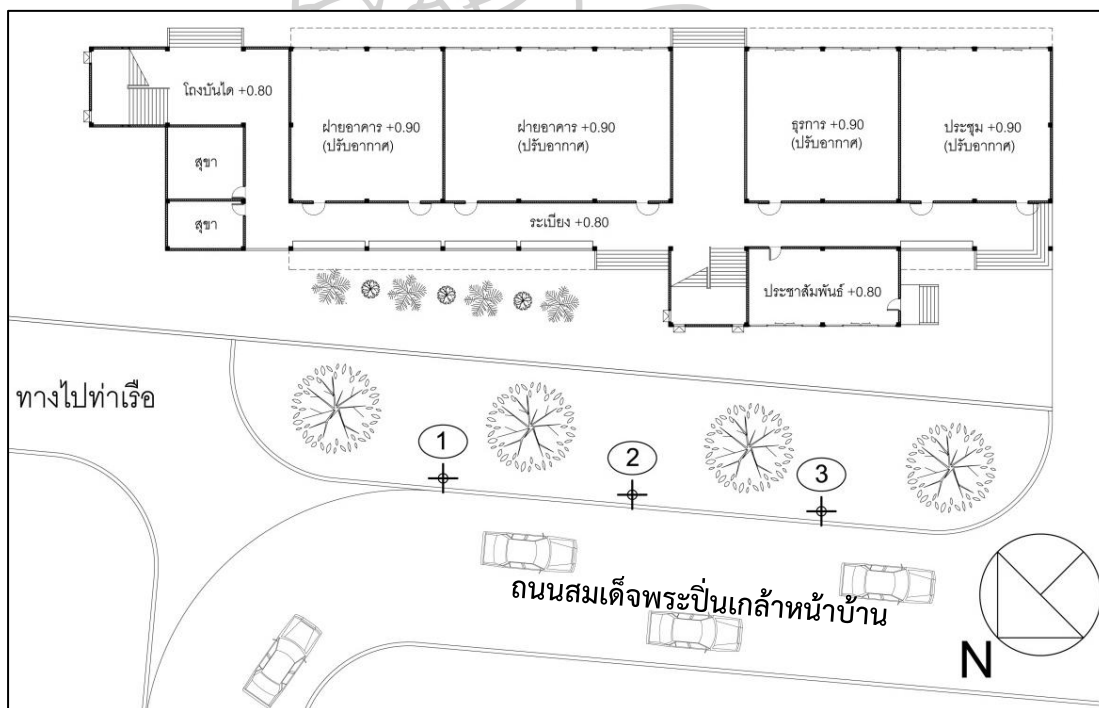 โถงบันได +0.80
ฝ่ายอาคาร +0.90
(ปรับอากาศ)
ฝ่ายอาคาร +0.90
(ปรับอากาศ)
ธุรการ +0.90
(ปรับอากาศ)
ประชุม +0.90
(ปรับอากาศ)
สุขา
สุขา
ระเบียง +0.80
ประชาสัมพันธ์ +0.80
ทางไปท่าเรือ
1
2
3
ถนนสมเด็จพระปิ่นเกล้าหน้าบ้าน
N